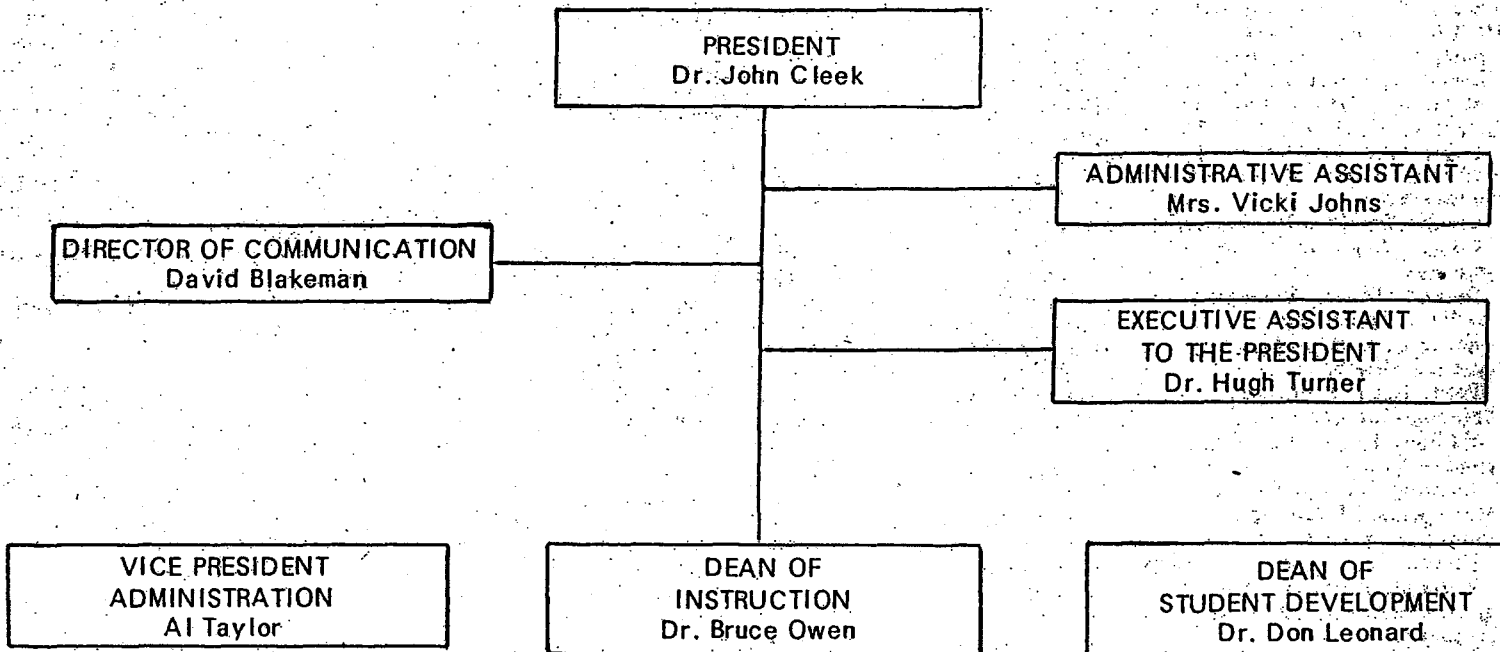 PRESIDENT
Dr. John Cleek
ADMINISTRATIVE ASSISTANT
Mrs. Vicki Johns
DIRECTOR OF COMMUNICATION
David Blakeman
EXECUTIVE ASSISTANT
TO THE PRESIDENT
Dr. Hugh Turner
VICE PRESIDENT
ADMINISTRATION
Al Taylor
DEAN OF
INSTRUCTION
Dr. Bruce Owen
DEAN OF
STUDENT DEVELOPMENT
Dr. Don Leonard